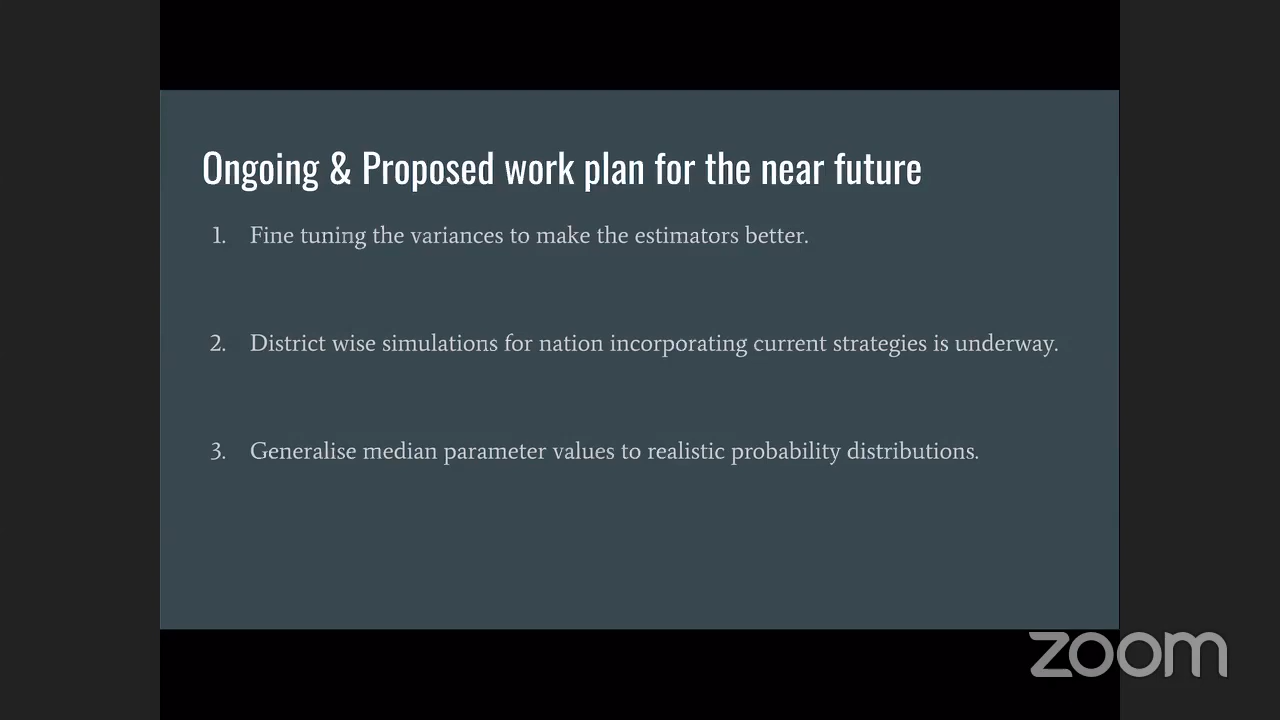 Ongoing & Proposed work plan for the near future
1. Fine tuning the variances to make the estimators better.
2. District wise simulations for nation incorporating current strategies is underway.
3. Generalise median parameter values to realistic probability distributions.
zoom